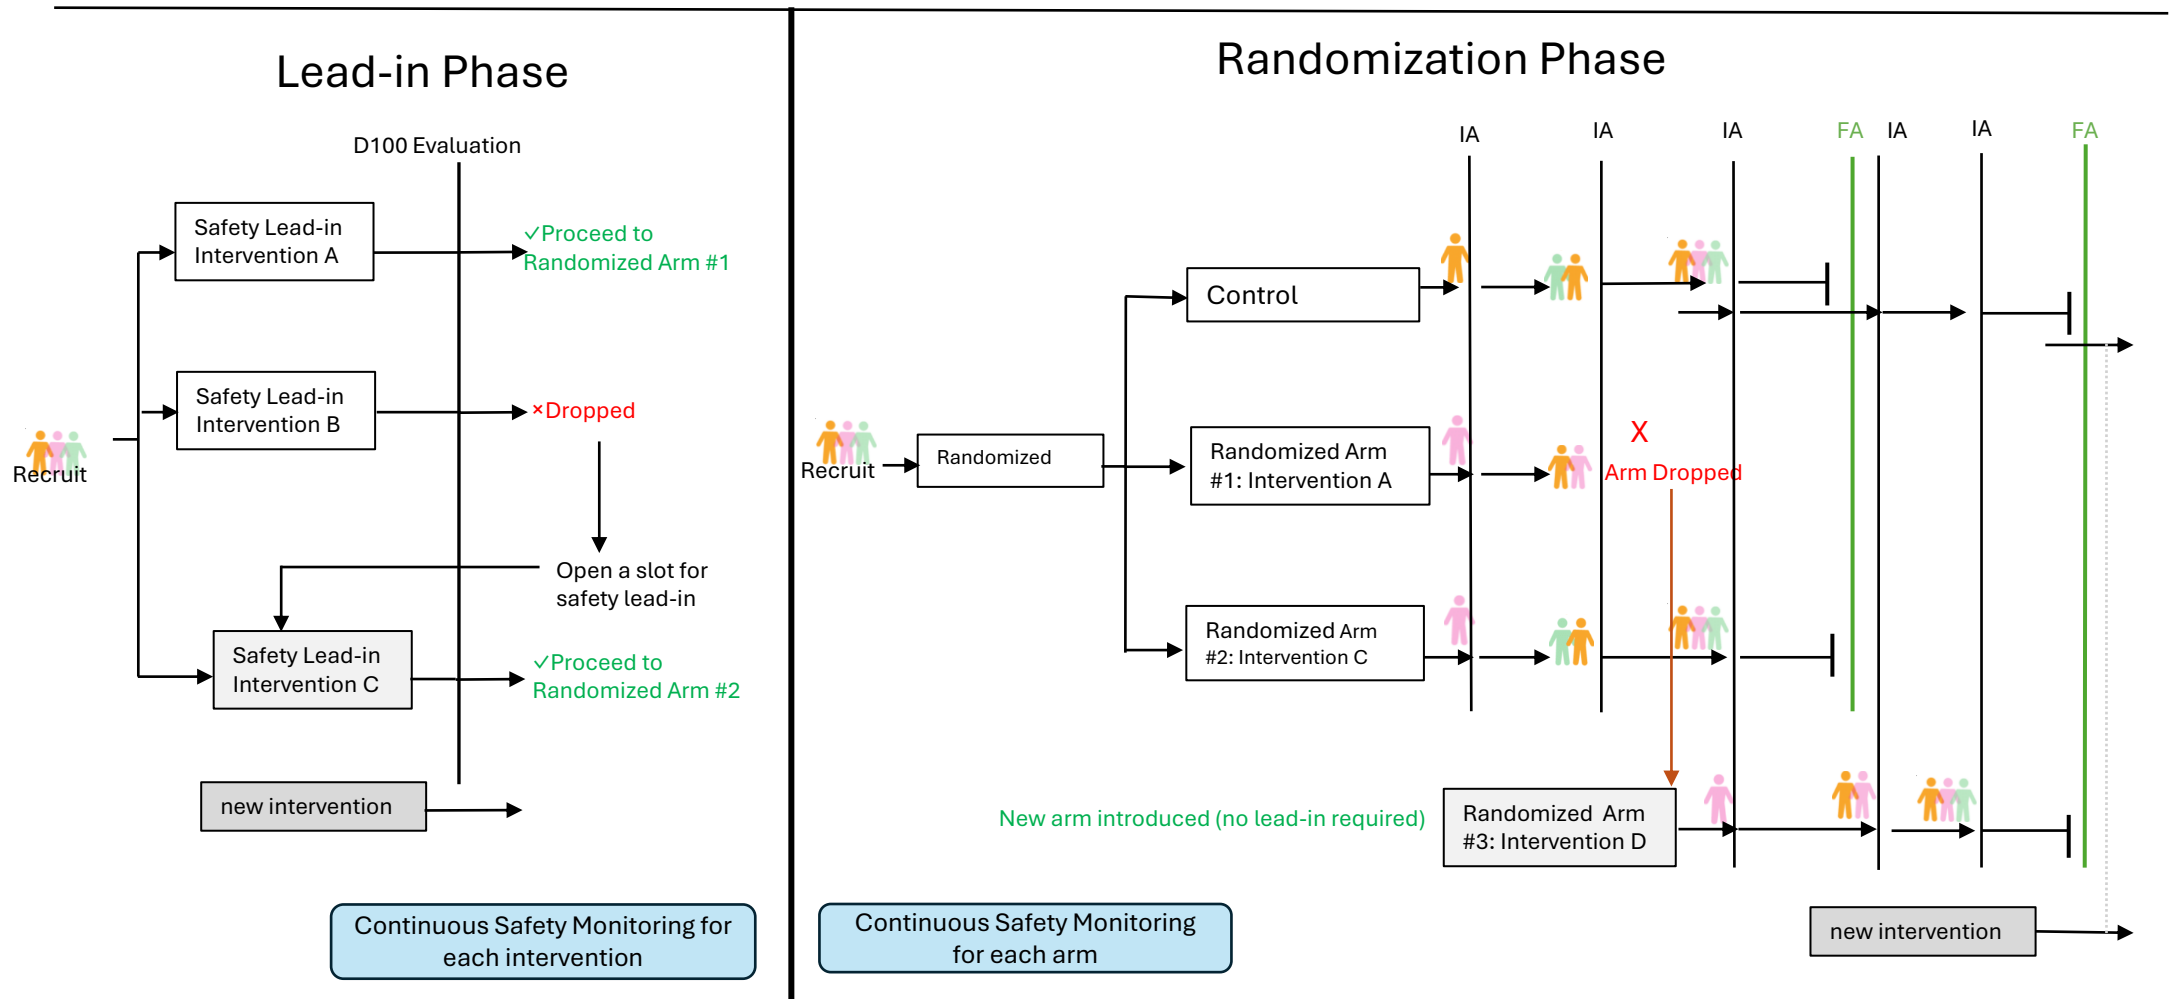 Lead-in Phase
D100 Evaluation
Safety Lead-in
Intervention A
✓Proceed to
Randomized Arm #1
Safety Lead-in
Intervention B
×Dropped
Recruit
Open a slot for
safety lead-in
Safety Lead-in
Intervention C
✓Proceed to
Randomized Arm #2
new intervention
Continuous Safety Monitoring for
each intervention
Randomization Phase
IA
IA
IA
FA
IA
IA
FA
Control
Recruit
Randomized
Randomized Arm
#1: Intervention A
X
Arm Dropped
Randomized Arm
#2: Intervention C
New arm introduced (no lead-in required)
Randomized Arm
#3: Intervention D
Continuous Safety Monitoring
for each arm
new intervention